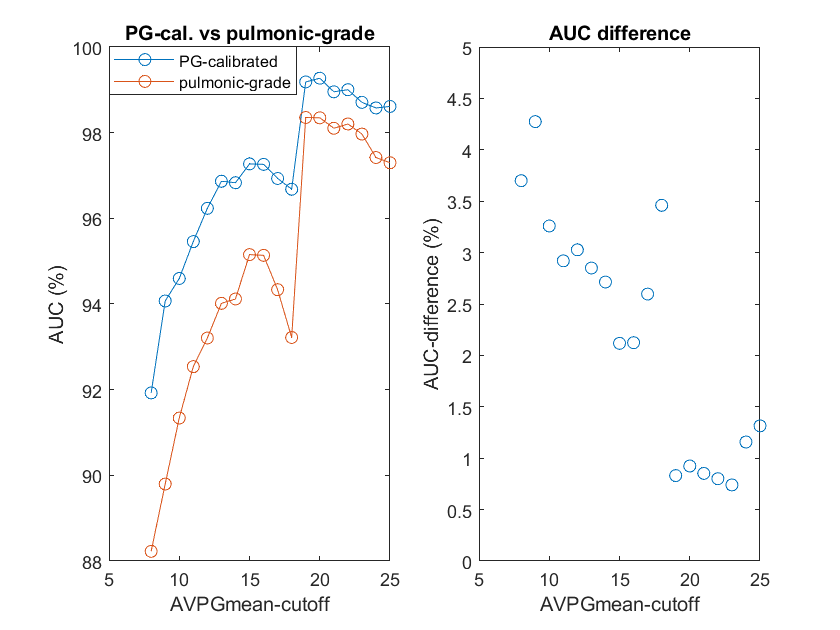 PG-cal. vs pulmonic-grade
PG-calibrated
pulmonic-grade
AUC (%)
100
98
96
94
92
90
88
5 10 15 20 25
AVPGmean-cutoff
AUC difference
AUC-difference (%)
5
4.5
4
3.5
3
2.5
2
1.5
1
0.5
0
5 10 15 20 25
AVPGmean-cutoff